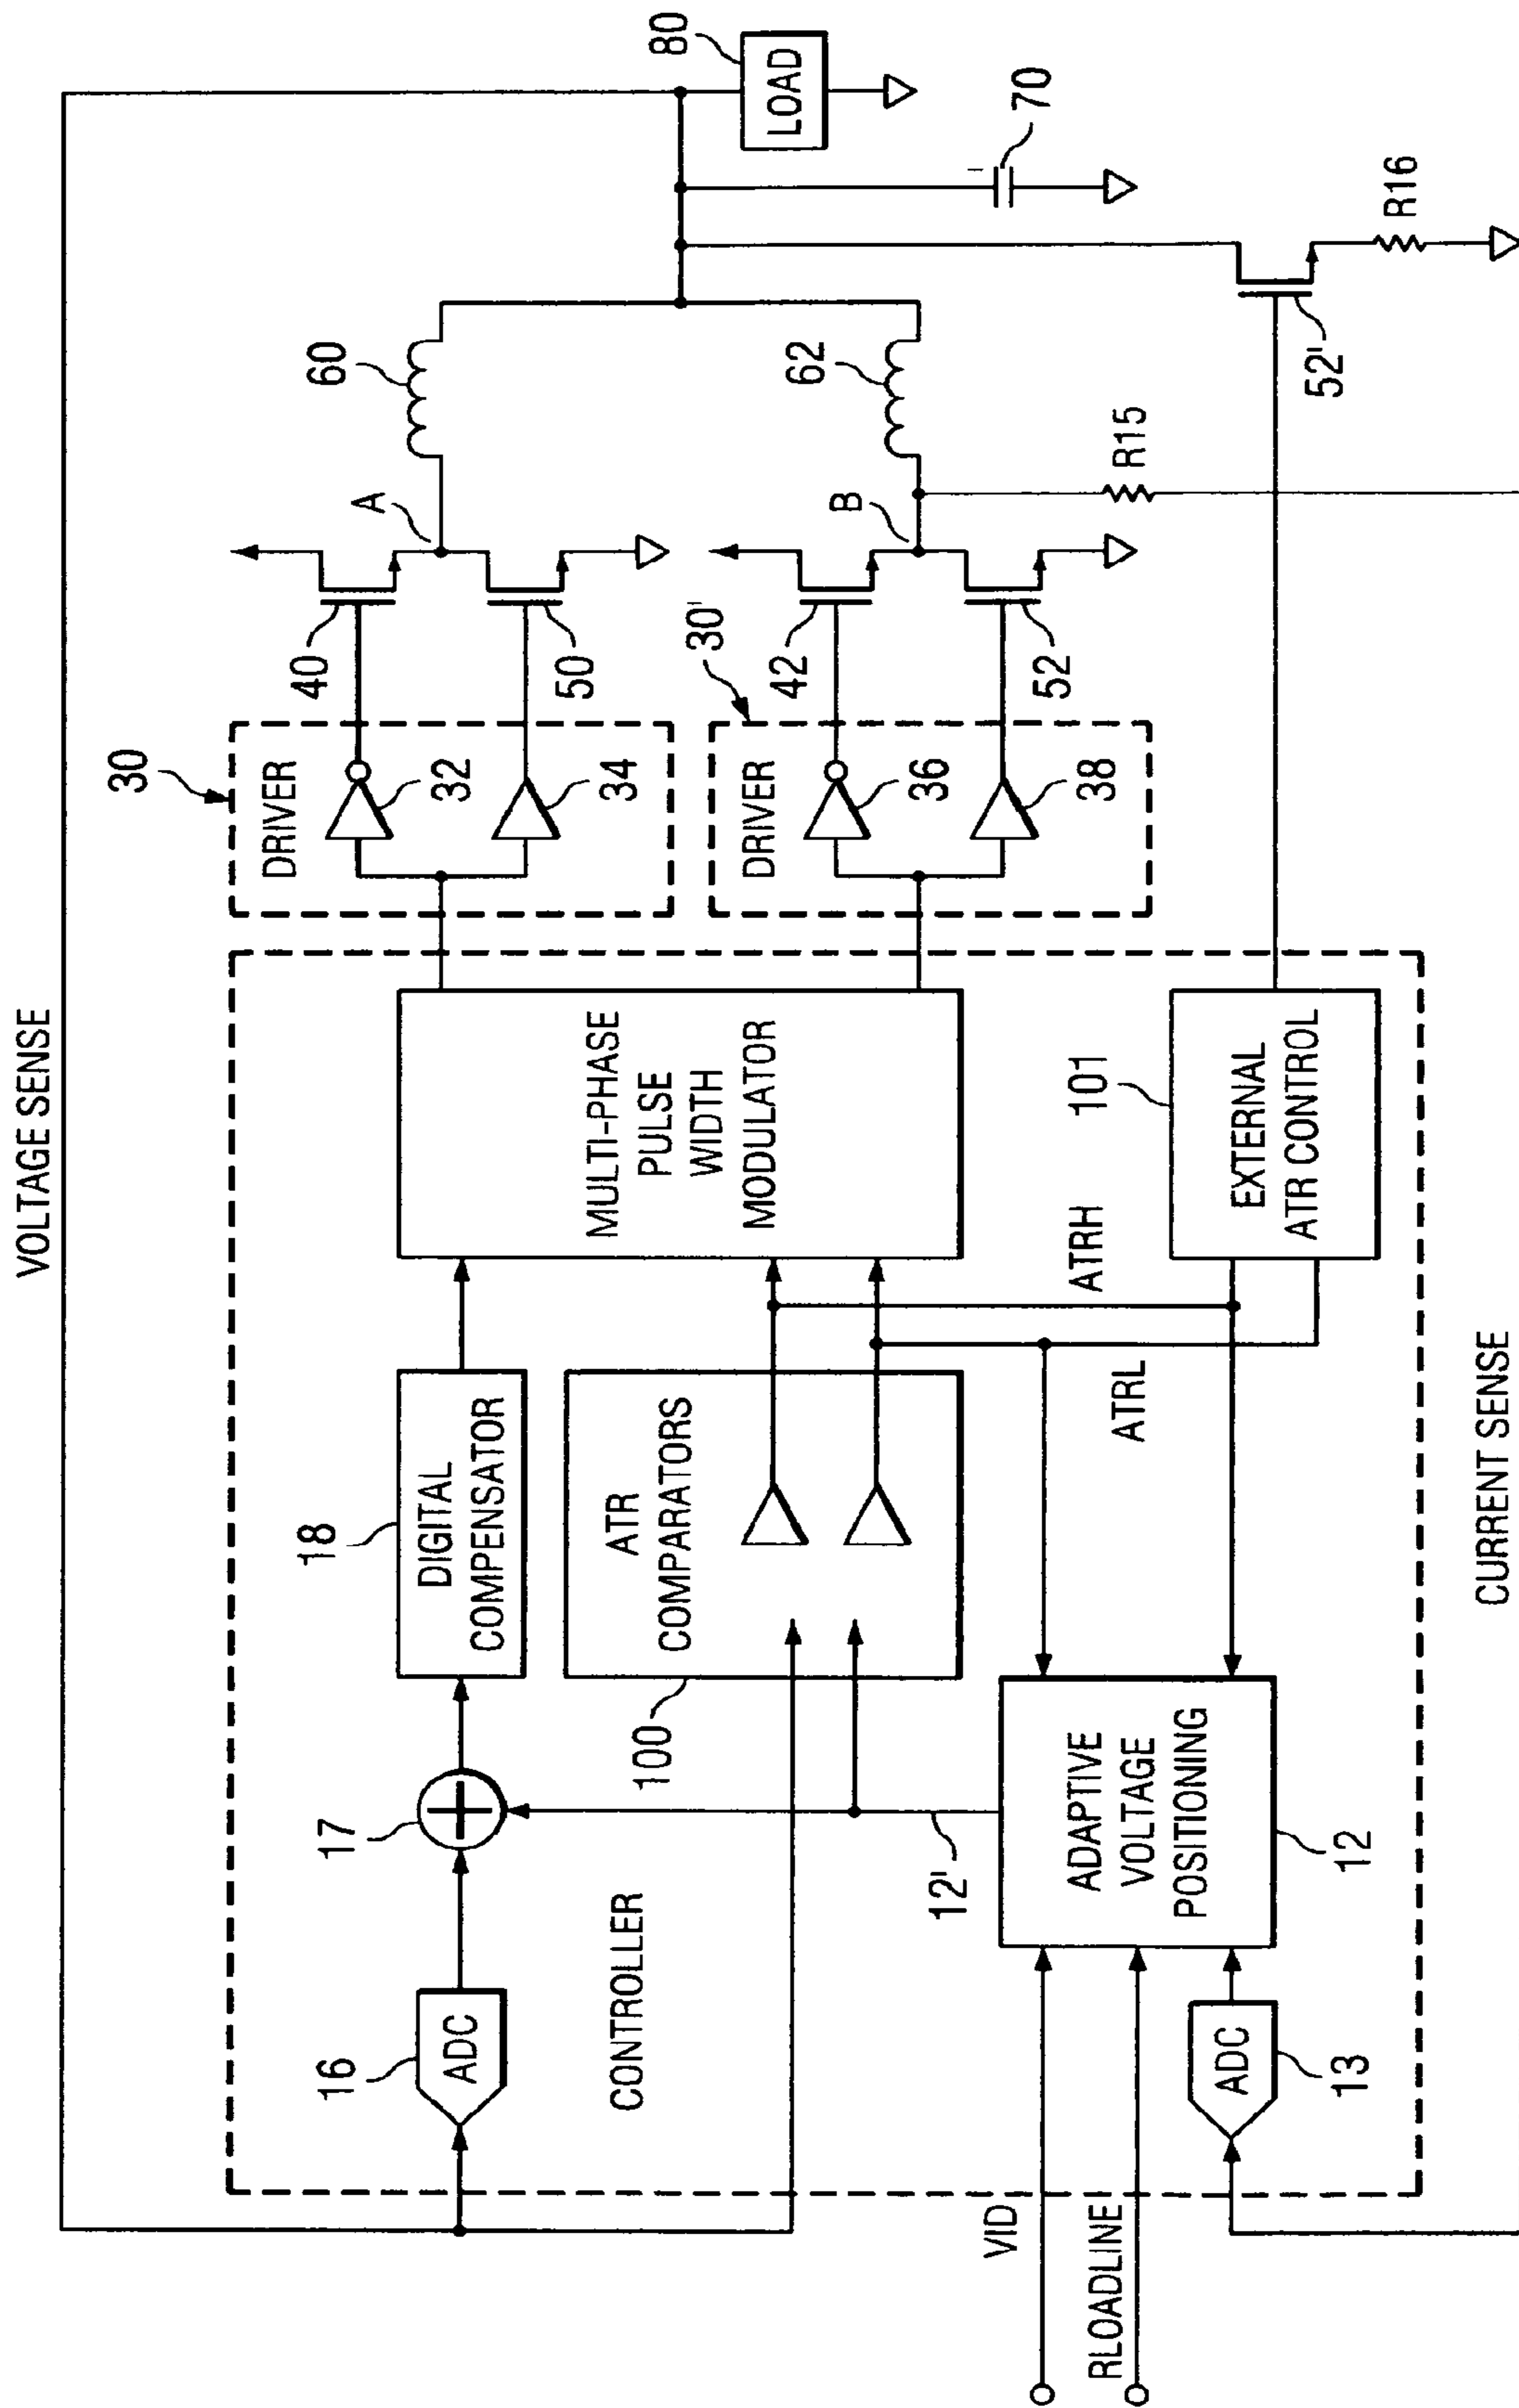 VOLTAGE SENSE
80
LOAD
70
R16
60
62
52'
R15
A
B
40
50
30'
42
52
30
DRIVER
32
34
DRIVER
36
38
MULTI-PHASE
PULSE
WIDTH
MODULATOR
101
EXTERNAL
ATR CONTROL
ATRH
ATRL
18
DIGITAL
COMPENSATOR
ATR
COMPARATORS
100
17
12'
ADAPTIVE
VOLTAGE
POSITIONING
12
CONTROLLER
16
ADC
ADC
13
VID
RLOADLINE
CURRENT SENSE